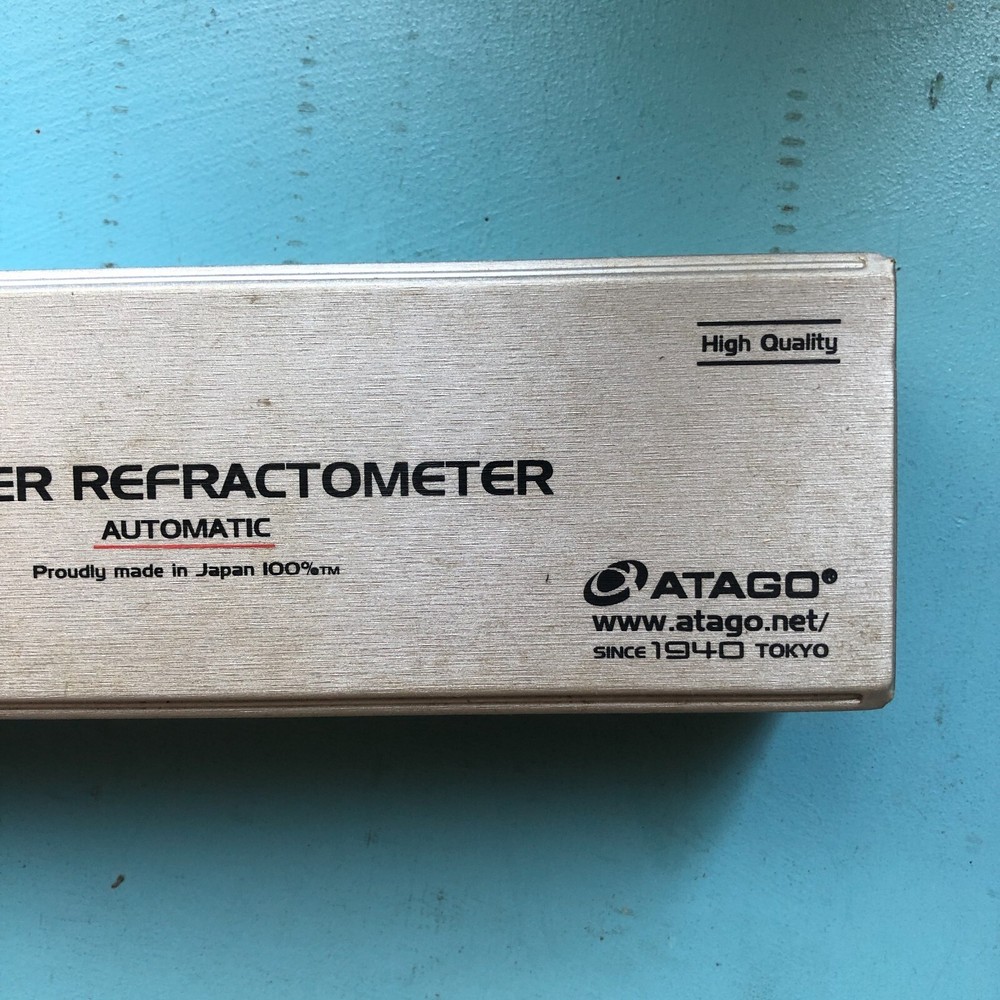 High Quality
ER REFRACTOMETER
AUTOMATIC
Proudly made in Japan 100%™
ATAGO®
www.atago.net/
SINCE 1940 TOKYO